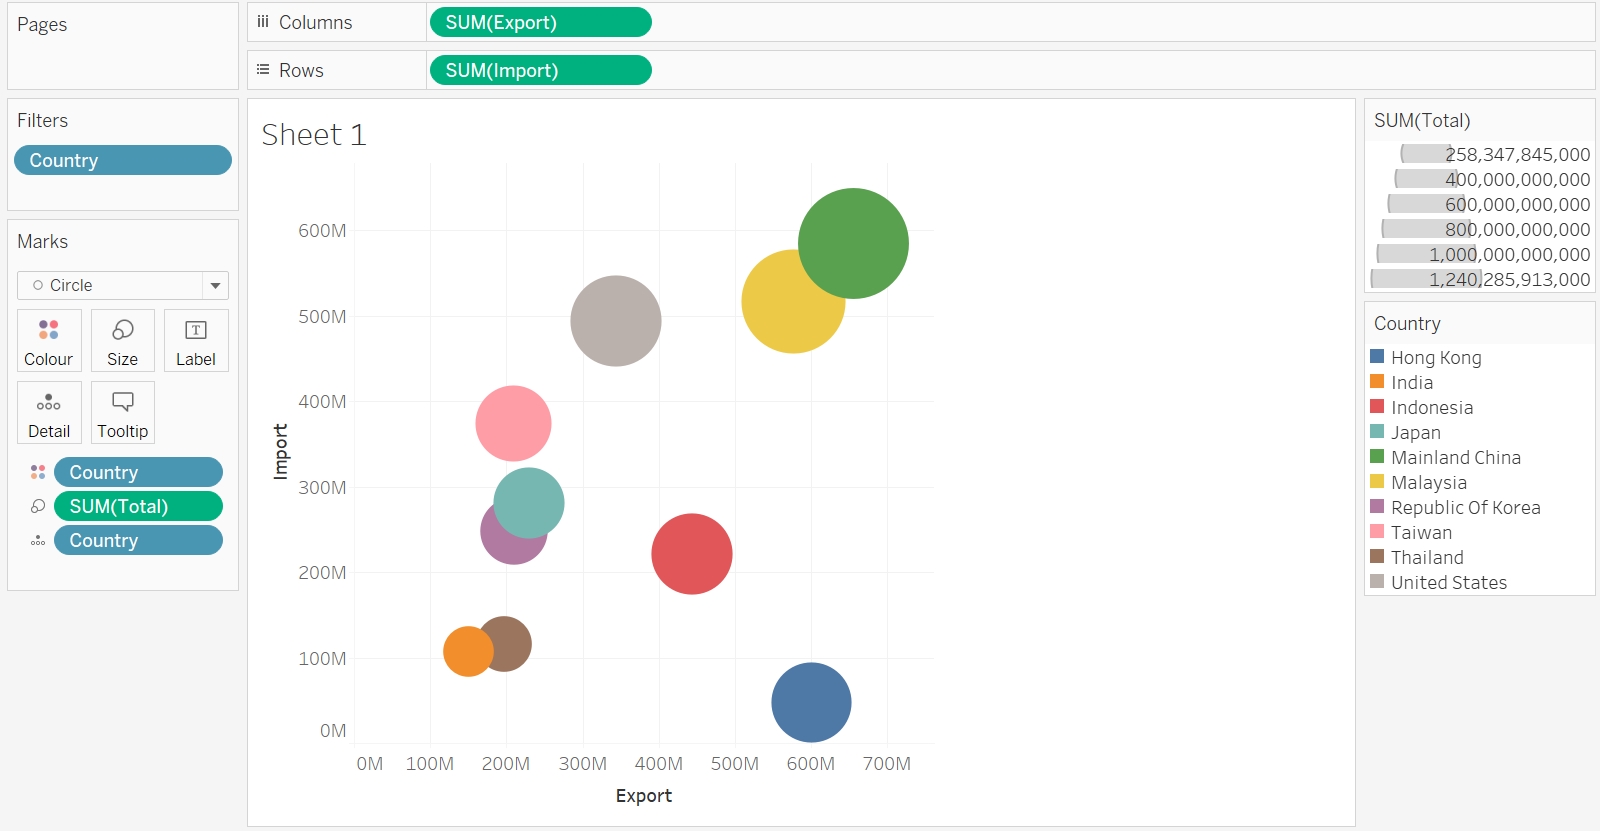 Pages
Columns SUM(Export)
Rows SUM(Import)
Filters
Country
Marks
Circle
Colour Size Label
Detail Tooltip
Country
SUM(Total)
Country
Sheet 1
600M
500M
400M
300M
200M
100M
0M
Import
0M 100M 200M 300M 400M 500M 600M 700M
Export
SUM(Total)
258,347,845,000
400,000,000,000
600,000,000,000
800,000,000,000
1,000,000,000,000
1,240,285,913,000
Country
Hong Kong
India
Indonesia
Japan
Mainland China
Malaysia
Republic Of Korea
Taiwan
Thailand
United States